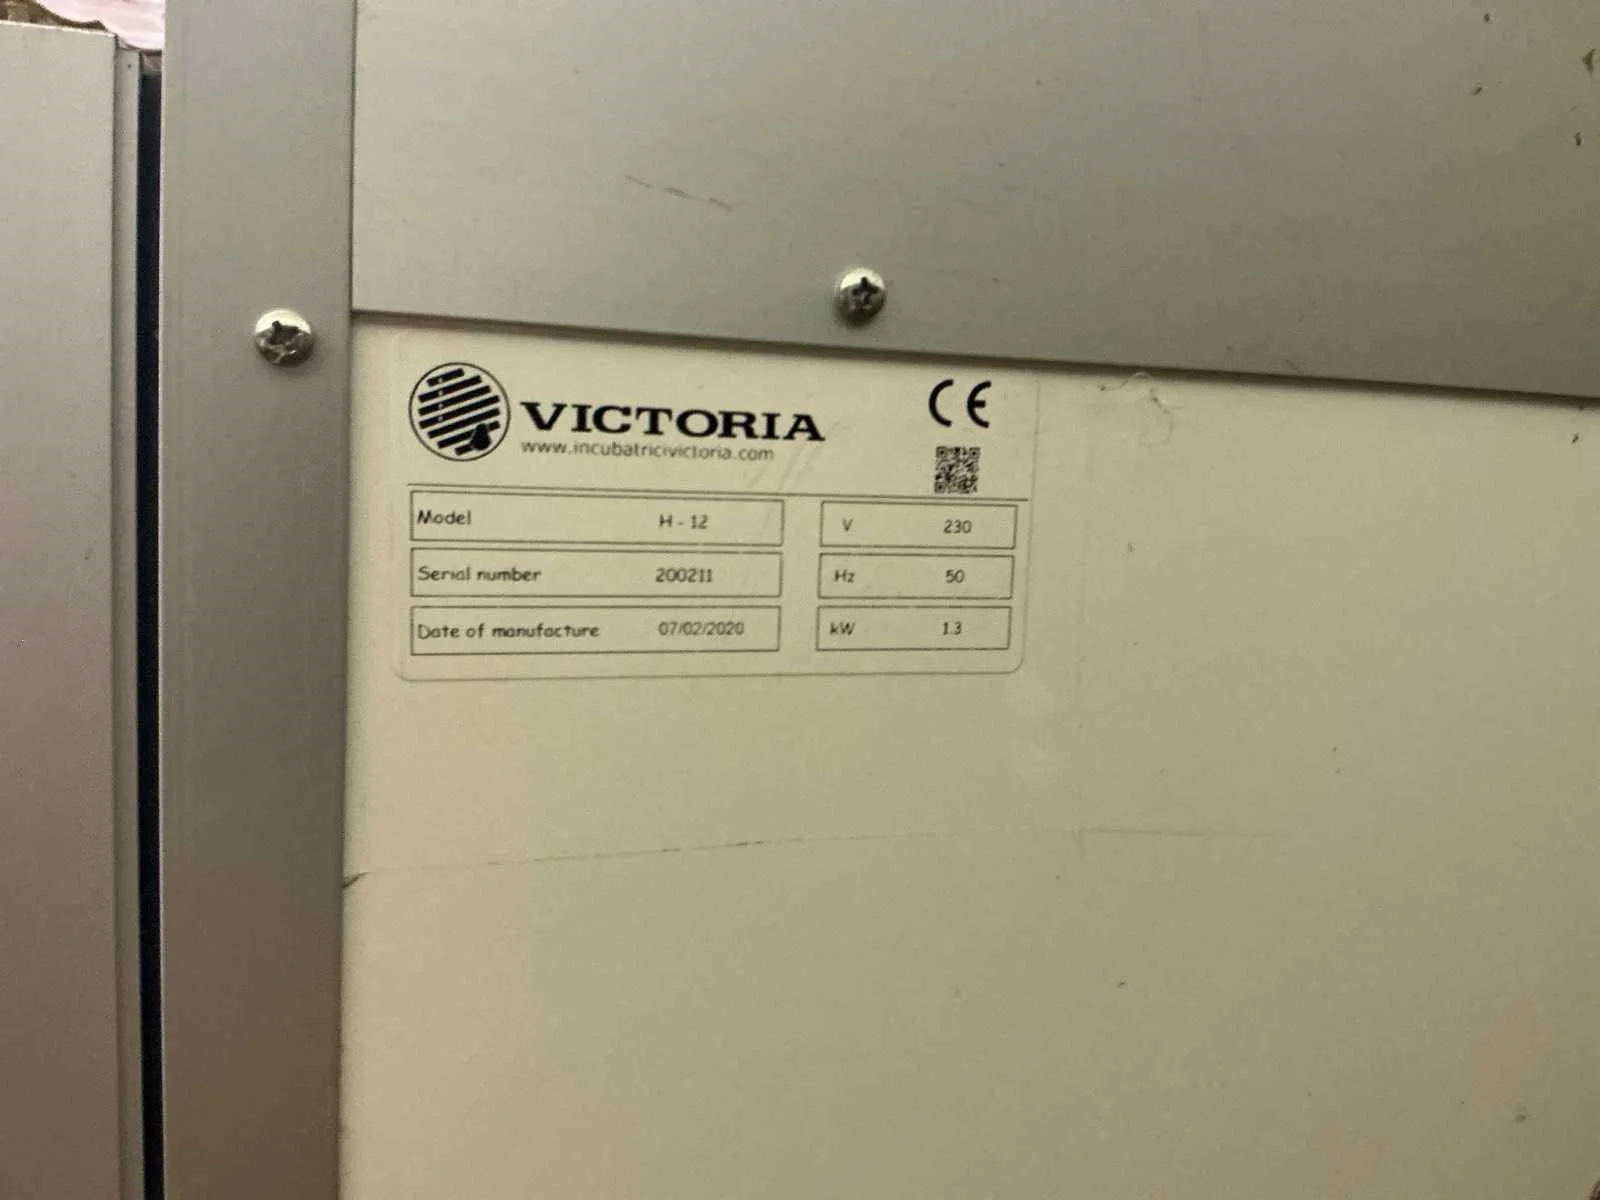 VICTORIA
www.incubatricivictoria.com
CE
Model H - 12
V 230
Serial number 200211
Hz 50
Date of manufacture 07/02/2020
kW 1.3